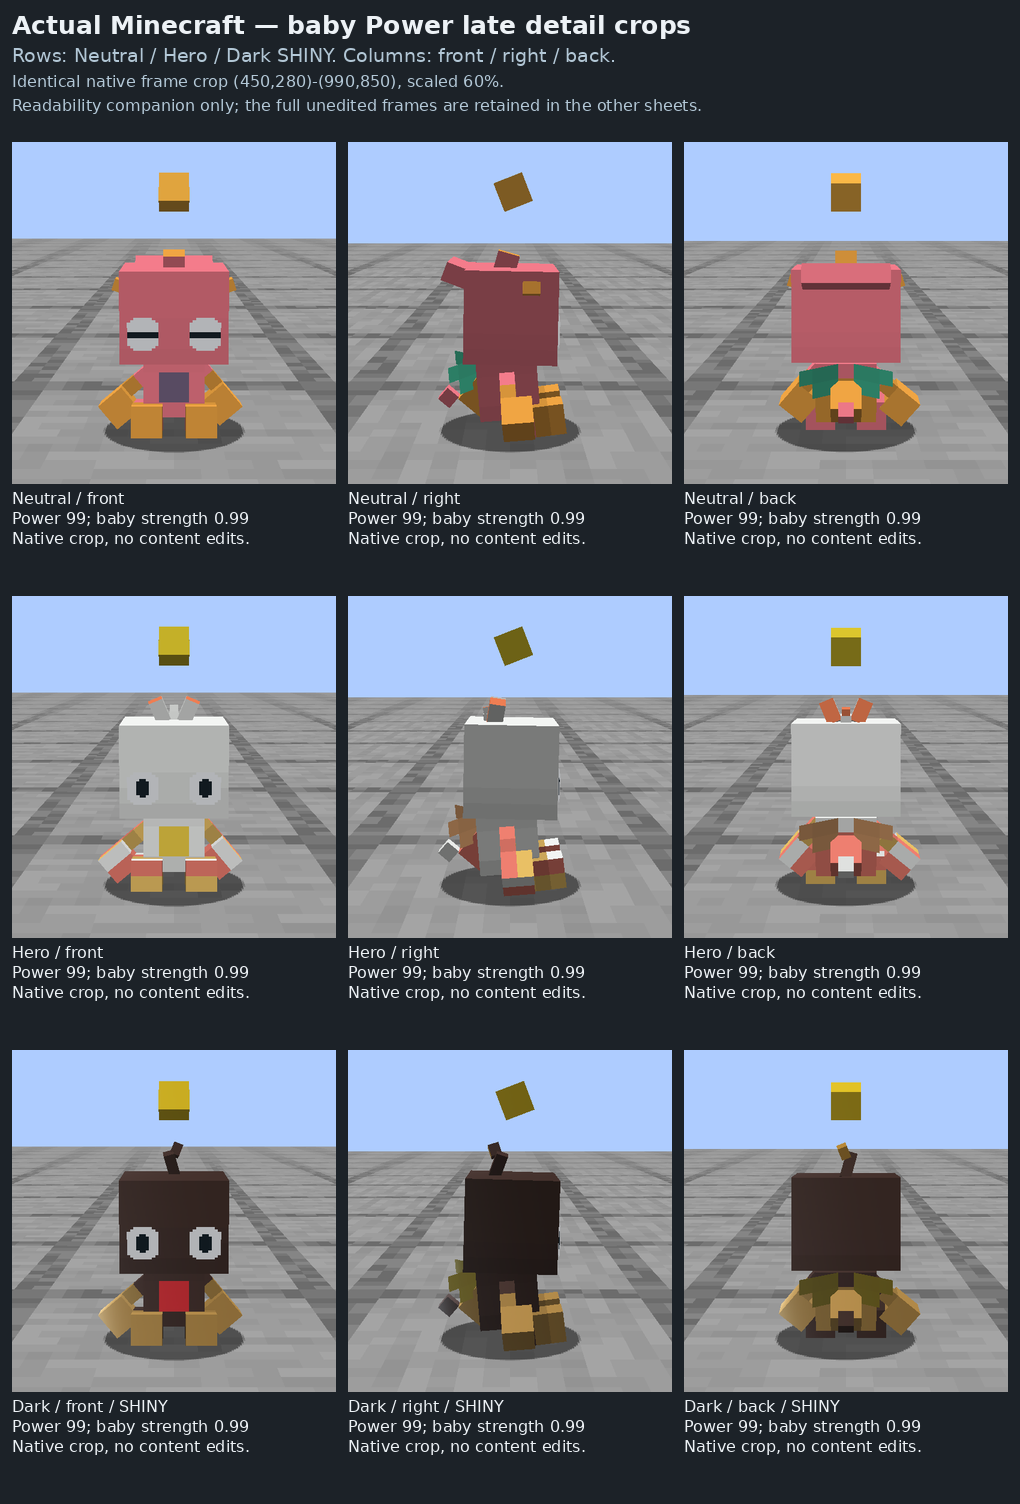 Actual Minecraft — baby Power late detail crops
Rows: Neutral / Hero / Dark SHINY. Columns: front / right / back.
Identical native frame crop (450,280)-(990,850), scaled 60%.
Readability companion only; the full unedited frames are retained in the other sheets.
Neutral / front
Power 99; baby strength 0.99
Native crop, no content edits.
Neutral / right
Power 99; baby strength 0.99
Native crop, no content edits.
Neutral / back
Power 99; baby strength 0.99
Native crop, no content edits.
Hero / front
Power 99; baby strength 0.99
Native crop, no content edits.
Hero / right
Power 99; baby strength 0.99
Native crop, no content edits.
Hero / back
Power 99; baby strength 0.99
Native crop, no content edits.
Dark / front / SHINY
Power 99; baby strength 0.99
Native crop, no content edits.
Dark / right / SHINY
Power 99; baby strength 0.99
Native crop, no content edits.
Dark / back / SHINY
Power 99; baby strength 0.99
Native crop, no content edits.